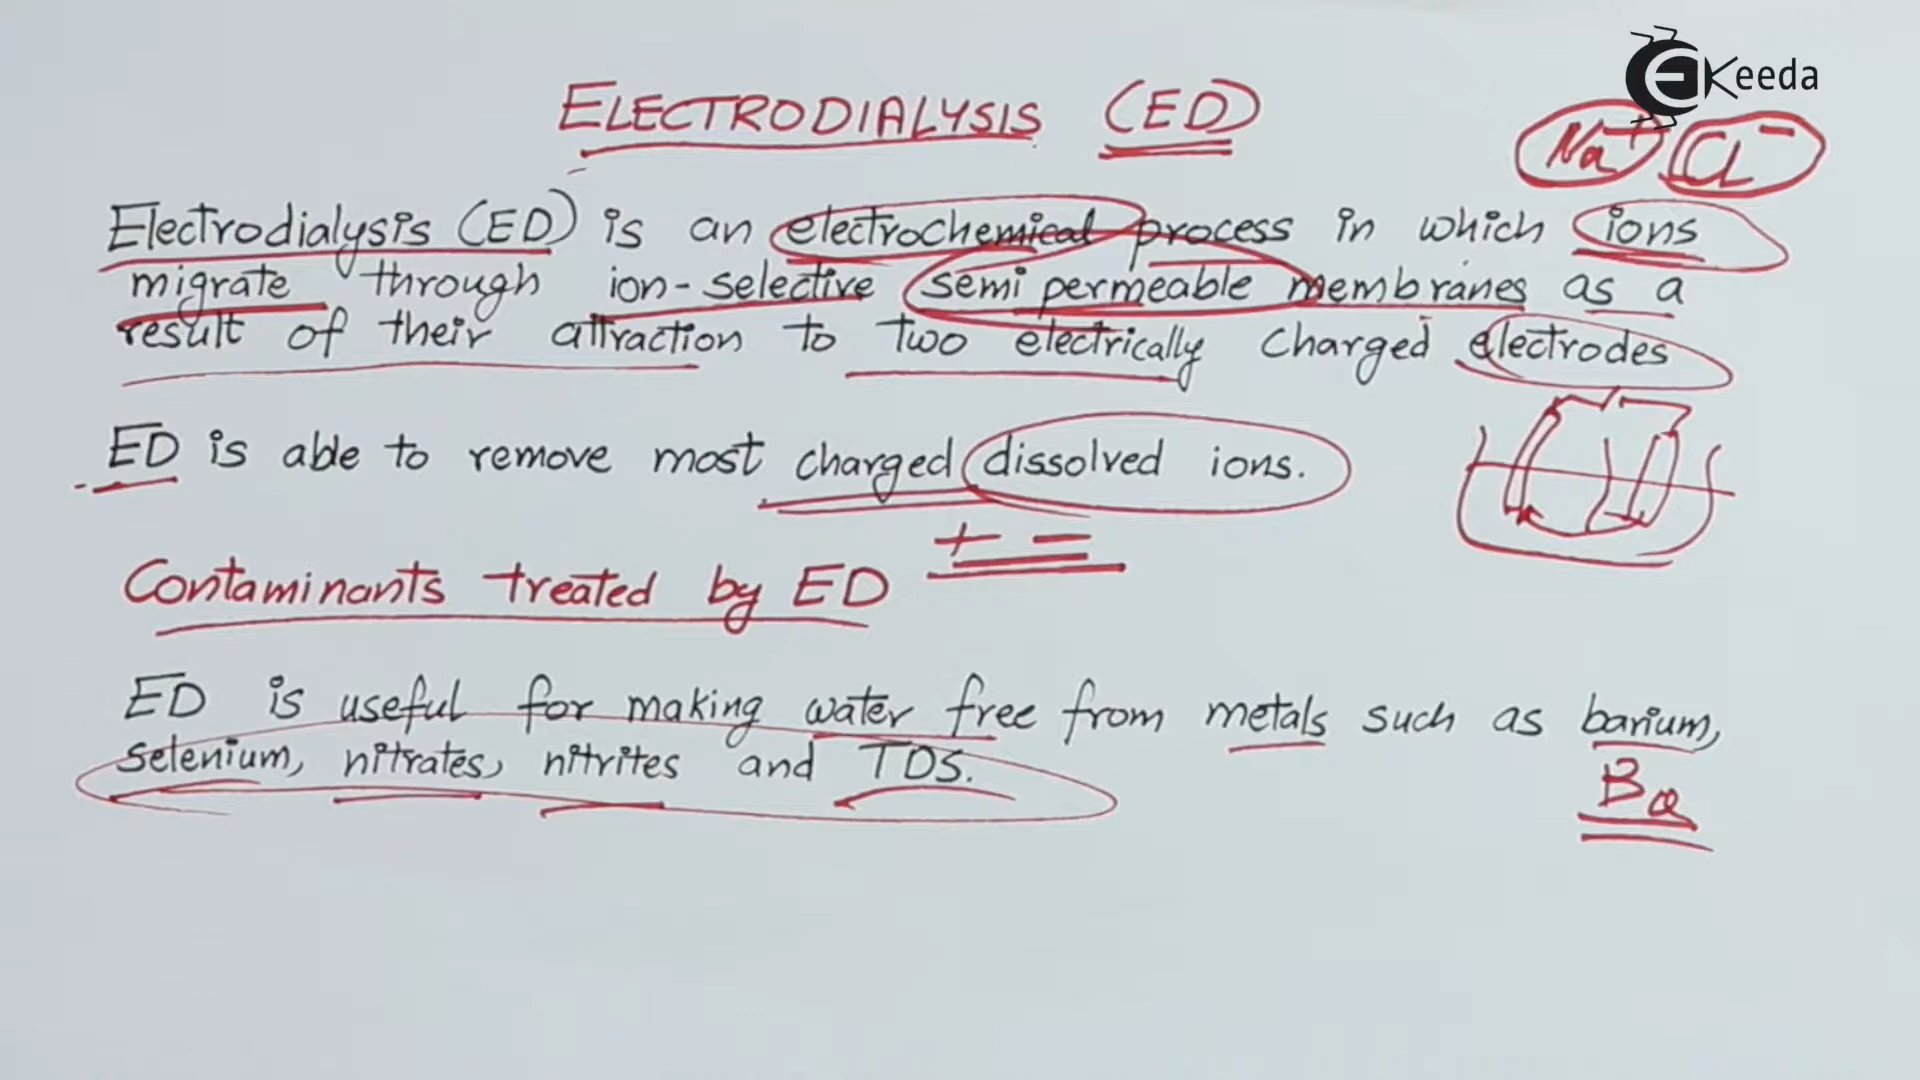 EKeeda
ELECTRODIALYSIS (ED)
Na+ Cl-
Electrodialysis (ED) is an electrochemical process in which ions
migrate through ion-selective semi permeable membranes as a
result of their attraction to two electrically charged electrodes
ED is able to remove most charged dissolved ions.
+ -
Contaminants treated by ED
ED is useful for making water free from metals such as barium,
selenium, nitrates, nitrites and TDS.
Ba